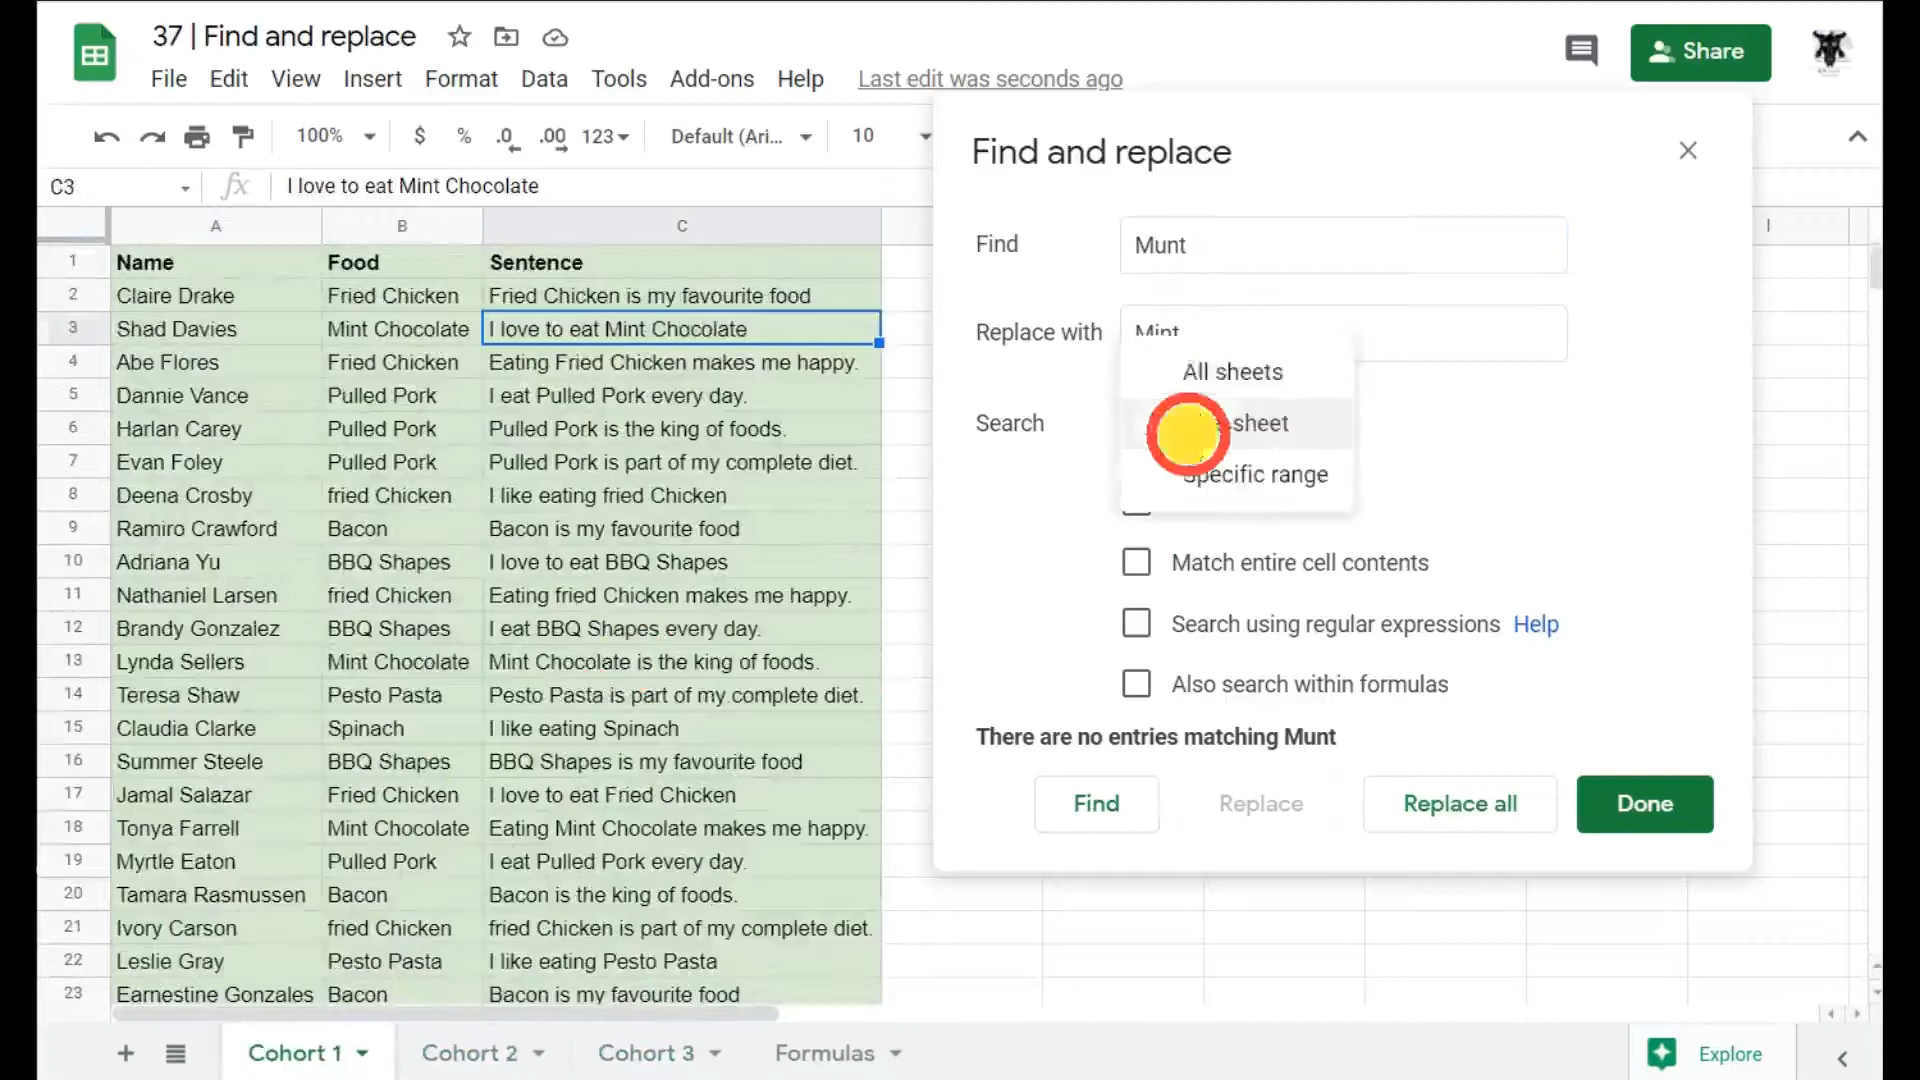 37 | Find and replace
File Edit View Insert Format Data Tools Add-ons Help Last edit was seconds ago
Share
100% $ % .0 .00 123 Default (Ari... 10
C3 fx I love to eat Mint Chocolate
A B C I
1 Name Food Sentence
2 Claire Drake Fried Chicken Fried Chicken is my favourite food
3 Shad Davies Mint Chocolate I love to eat Mint Chocolate
4 Abe Flores Fried Chicken Eating Fried Chicken makes me happy.
5 Dannie Vance Pulled Pork I eat Pulled Pork every day.
6 Harlan Carey Pulled Pork Pulled Pork is the king of foods.
7 Evan Foley Pulled Pork Pulled Pork is part of my complete diet.
8 Deena Crosby fried Chicken I like eating fried Chicken
9 Ramiro Crawford Bacon Bacon is my favourite food
10 Adriana Yu BBQ Shapes I love to eat BBQ Shapes
11 Nathaniel Larsen fried Chicken Eating fried Chicken makes me happy.
12 Brandy Gonzalez BBQ Shapes I eat BBQ Shapes every day.
13 Lynda Sellers Mint Chocolate Mint Chocolate is the king of foods.
14 Teresa Shaw Pesto Pasta Pesto Pasta is part of my complete diet.
15 Claudia Clarke Spinach I like eating Spinach
16 Summer Steele BBQ Shapes BBQ Shapes is my favourite food
17 Jamal Salazar Fried Chicken I love to eat Fried Chicken
18 Tonya Farrell Mint Chocolate Eating Mint Chocolate makes me happy.
19 Myrtle Eaton Pulled Pork I eat Pulled Pork every day.
20 Tamara Rasmussen Bacon Bacon is the king of foods.
21 Ivory Carson fried Chicken fried Chicken is part of my complete diet.
22 Leslie Gray Pesto Pasta I like eating Pesto Pasta
23 Earnestine Gonzales Bacon Bacon is my favourite food
Find and replace
Find Munt
Replace with Mint
All sheets
Search sheet
Specific range
Match entire cell contents
Search using regular expressions Help
Also search within formulas
There are no entries matching Munt
Find Replace Replace all Done
Cohort 1 Cohort 2 Cohort 3 Formulas Explore